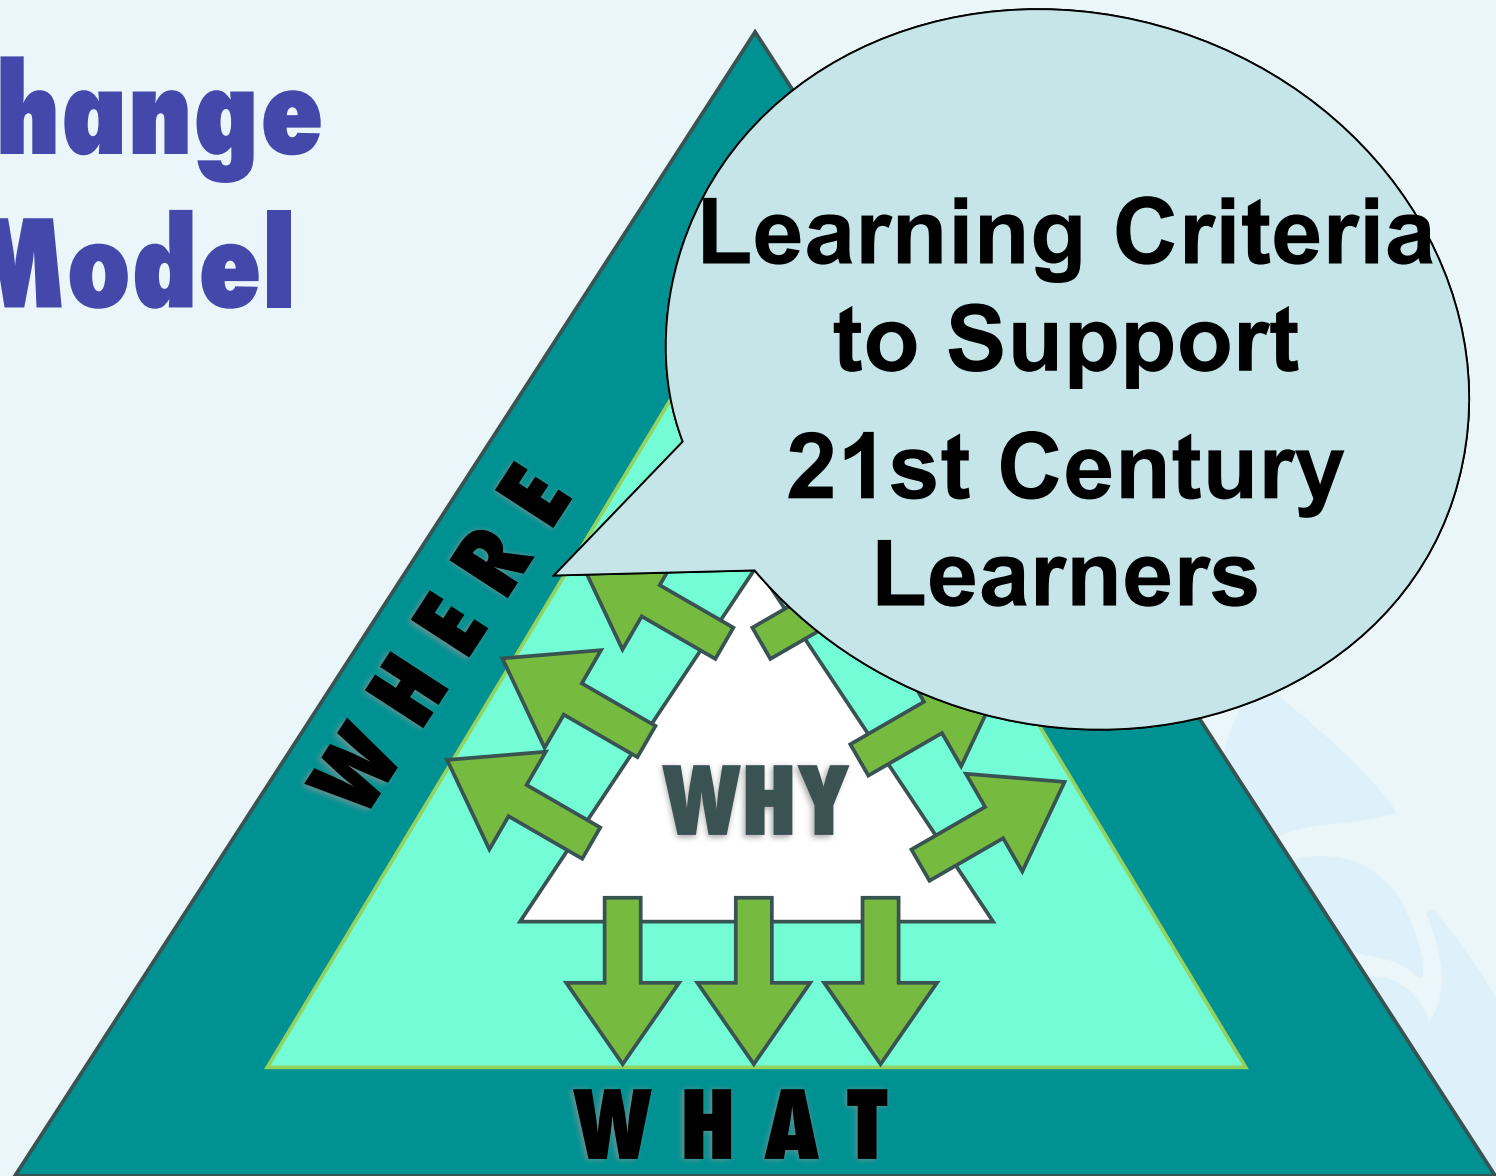 hange
Model
Learning Criteria
to Support
21st Century
Learners
WHERE
WHY
WHAT